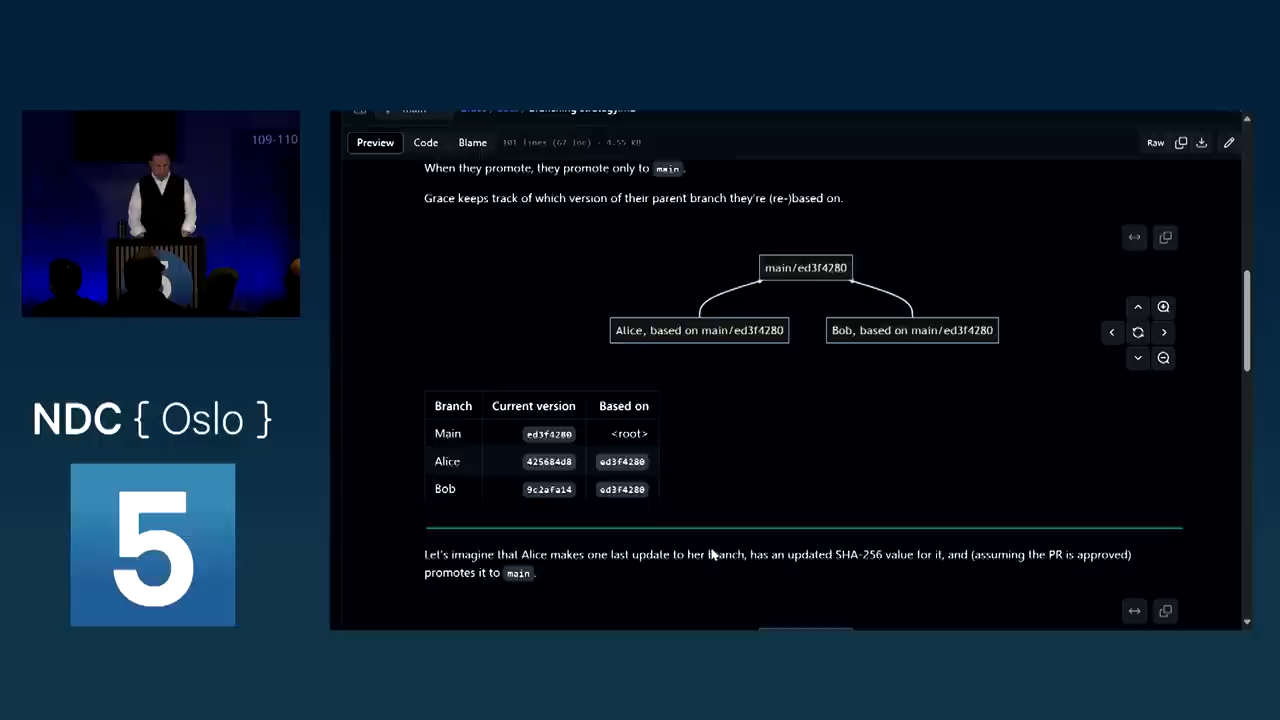 109-110
NDC { Oslo }
5
Preview Code Blame 101 lines (67 loc) · 4.55 KB
Raw
When they promote, they promote only to main.
Grace keeps track of which version of their parent branch they're (re-)based on.
main/ed3f4280
Alice, based on main/ed3f4280
Bob, based on main/ed3f4280
Branch Current version Based on
Main ed3f4280 <root>
Alice 425684d8 ed3f4280
Bob 9c2afa14 ed3f4280
Let's imagine that Alice makes one last update to her branch, has an updated SHA-256 value for it, and (assuming the PR is approved)
promotes it to main.